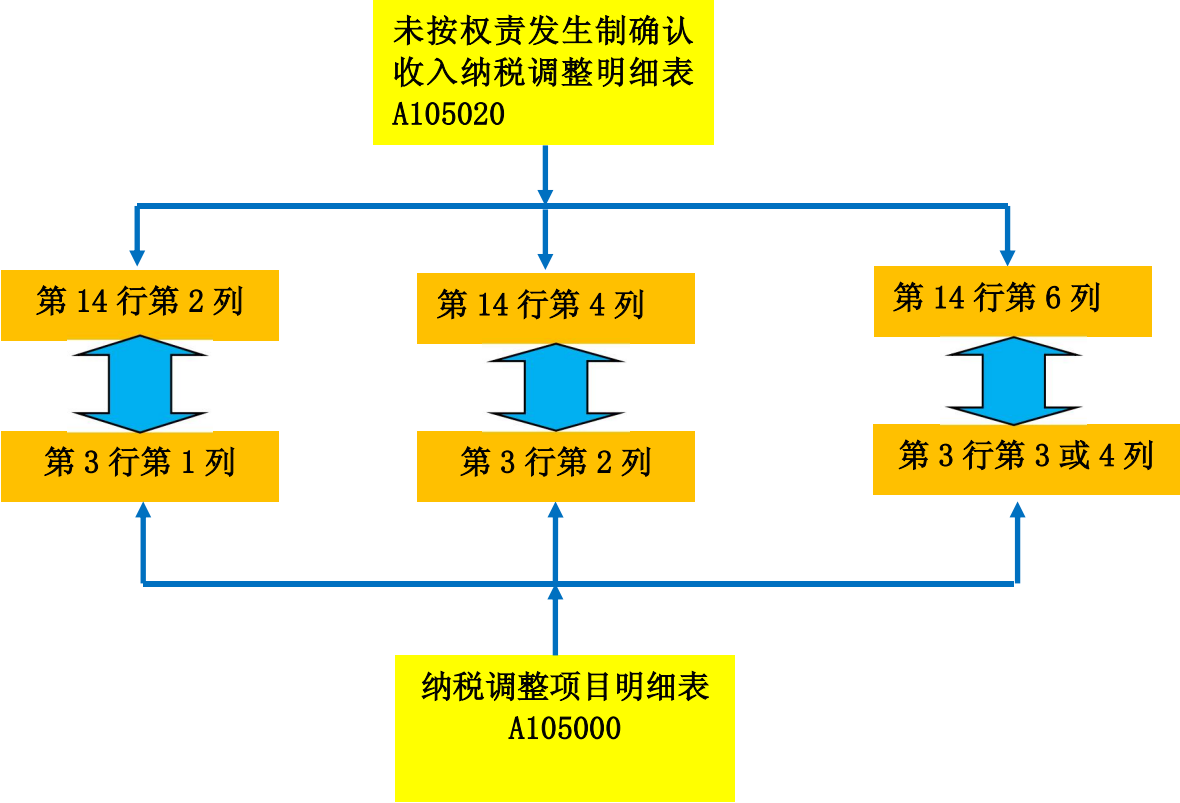 未按权责发生制确认
收入纳税调整明细表
A105020
第 14 行第 2 列
第 14 行第 4 列
第 14 行第 6 列
第 3 行第 1 列
第 3 行第 2 列
第 3 行第 3 或 4 列
纳税调整项目明细表
A105000